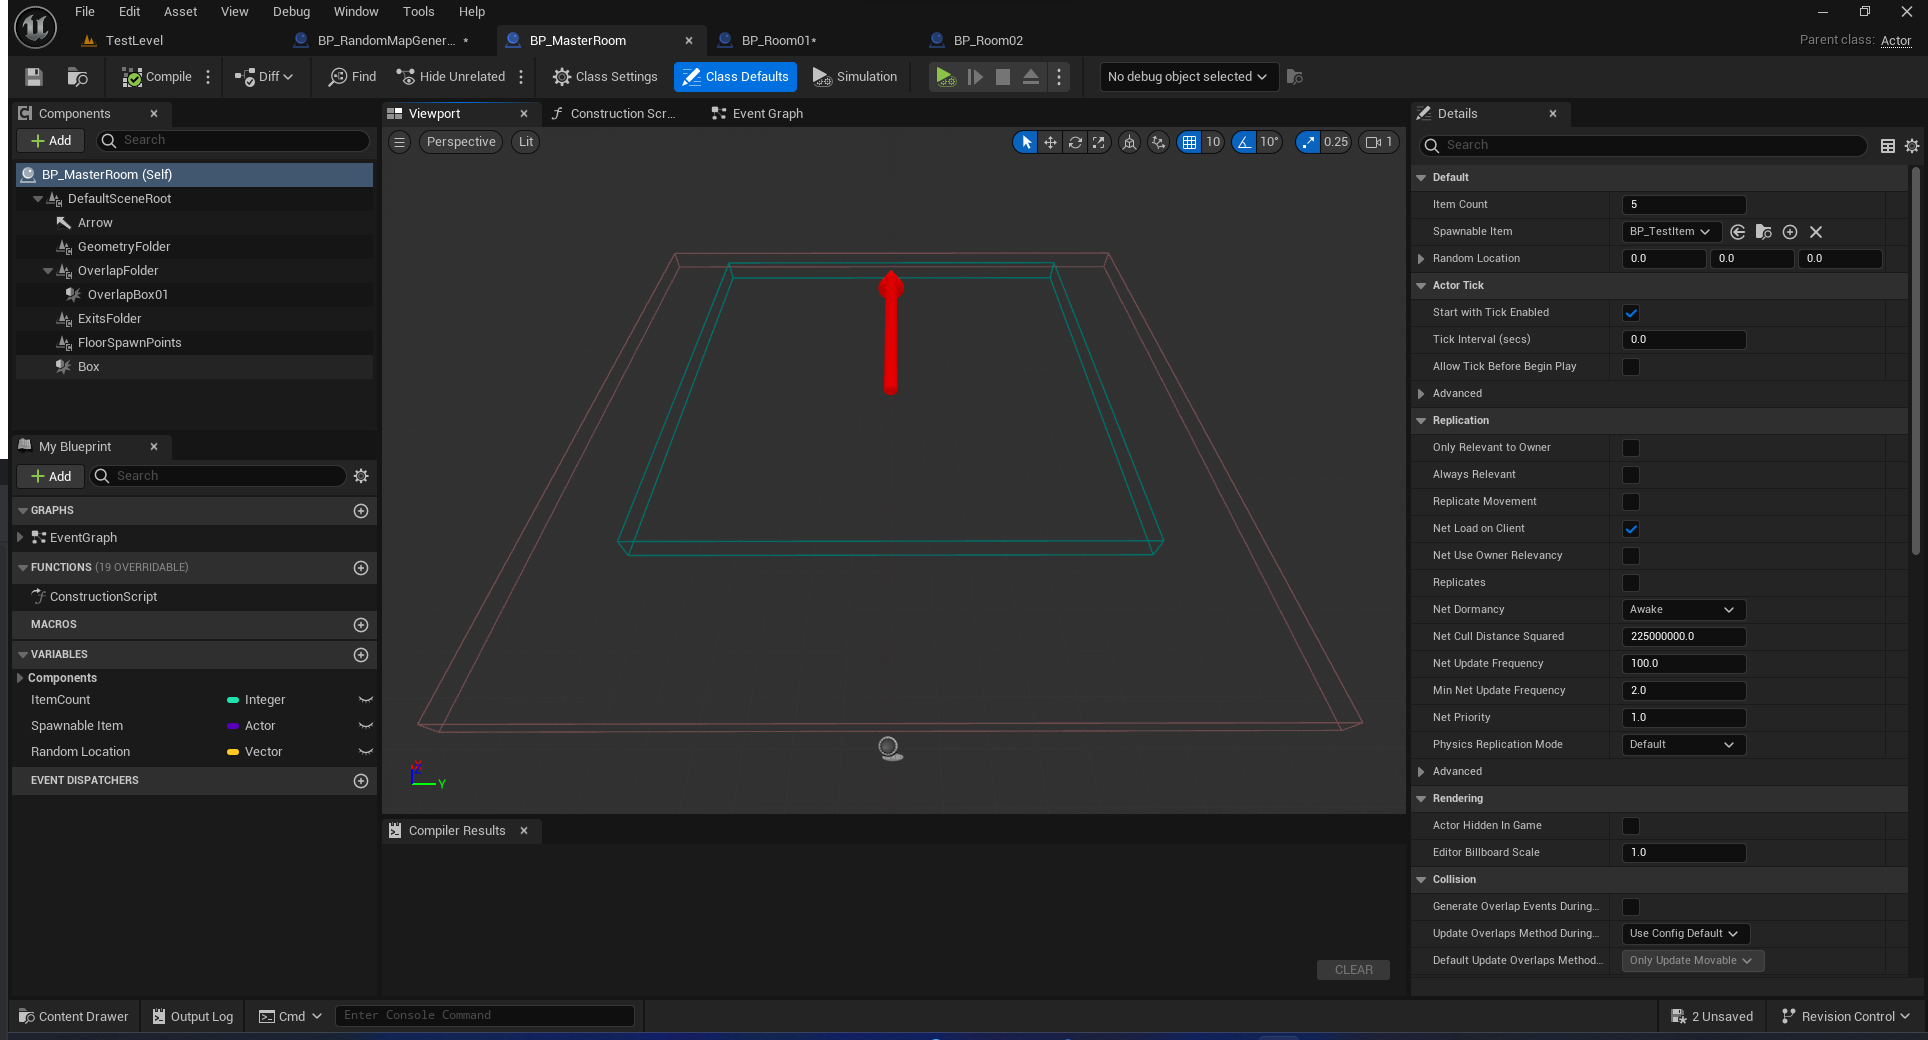 File Edit Asset View Debug Window Tools Help
TestLevel BP_RandomMapGener... * BP_MasterRoom BP_Room01* BP_Room02 Parent class: Actor
Compile Diff Find Hide Unrelated Class Settings Class Defaults Simulation No debug object selected
Components
Add Search
BP_MasterRoom (Self)
DefaultSceneRoot
Arrow
GeometryFolder
OverlapFolder
OverlapBox01
ExitsFolder
FloorSpawnPoints
Box
My Blueprint
Add Search
GRAPHS
EventGraph
FUNCTIONS (19 OVERRIDABLE)
ConstructionScript
MACROS
VARIABLES
Components
ItemCount Integer
Spawnable Item Actor
Random Location Vector
EVENT DISPATCHERS
Viewport Construction Scr... Event Graph
Perspective Lit 10 10° 0.25 1
X
Y
Compiler Results
CLEAR
Details
Search
Default
Item Count 5
Spawnable Item BP_TestItem
Random Location 0.0 0.0 0.0
Actor Tick
Start with Tick Enabled
Tick Interval (secs) 0.0
Allow Tick Before Begin Play
Advanced
Replication
Only Relevant to Owner
Always Relevant
Replicate Movement
Net Load on Client
Net Use Owner Relevancy
Replicates
Net Dormancy Awake
Net Cull Distance Squared 225000000.0
Net Update Frequency 100.0
Min Net Update Frequency 2.0
Net Priority 1.0
Physics Replication Mode Default
Advanced
Rendering
Actor Hidden In Game
Editor Billboard Scale 1.0
Collision
Generate Overlap Events During...
Update Overlaps Method During... Use Config Default
Default Update Overlaps Method... Only Update Movable
Content Drawer Output Log Cmd Enter Console Command 2 Unsaved Revision Control